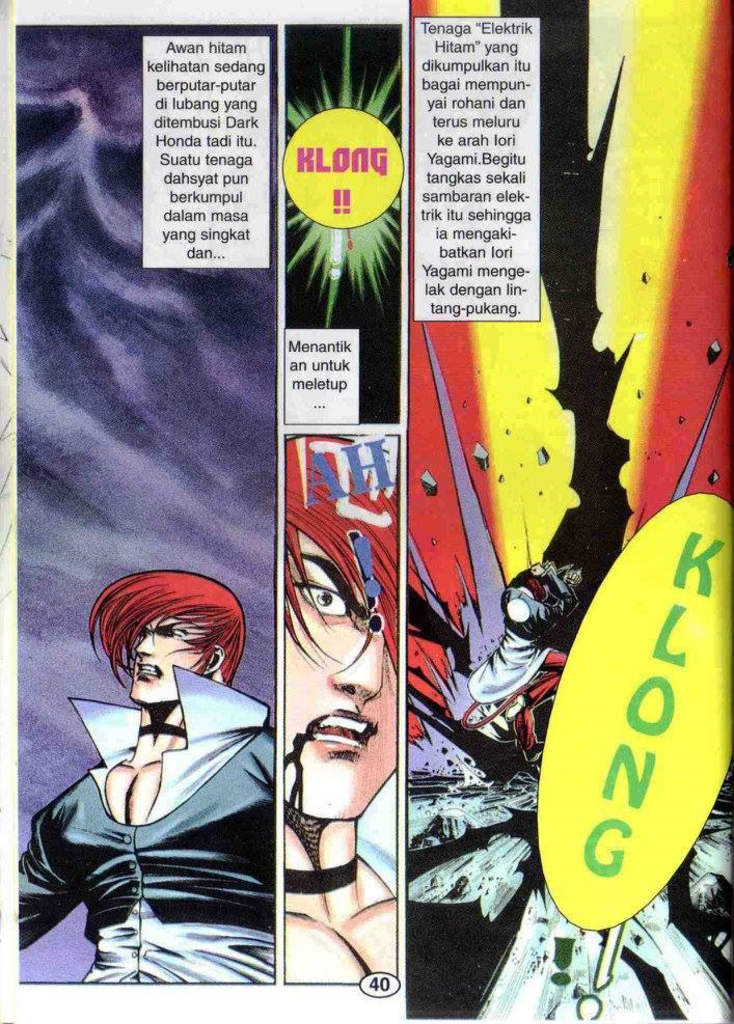 Awan hitam
kelihatan sedang
berputar-putar
di lubang yang
ditembusi Dark
Honda tadi itu.
Suatu tenaga
dahsyat pun
berkumpul
dalam masa
yang singkat
dan...
KLONG
!!
Menantik
an untuk
meletup
...
AH
!
Tenaga "Elektrik
Hitam" yang
dikumpulkan itu
bagai mempun-
yai rohani dan
terus meluru
ke arah Iori
Yagami.Begitu
tangkas sekali
sambaran elek-
trik itu sehingga
ia mengaki-
batkan Iori
Yagami menge-
lak dengan lin-
tang-pukang.
KLONG
!!
40